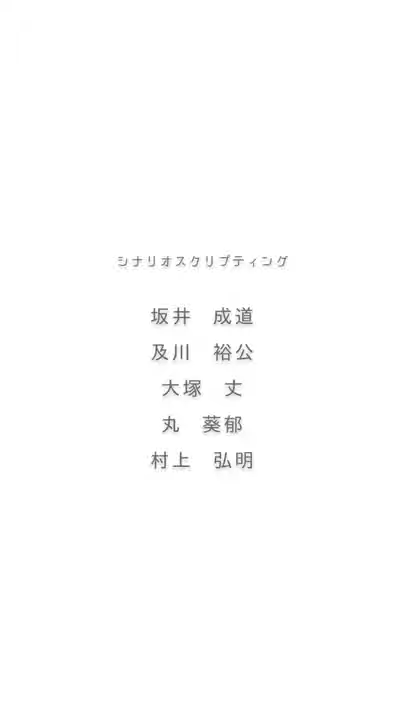 シナリオスクリプティング
坂井　成道
及川　裕公
大塚　丈
丸　葵郁
村上　弘明